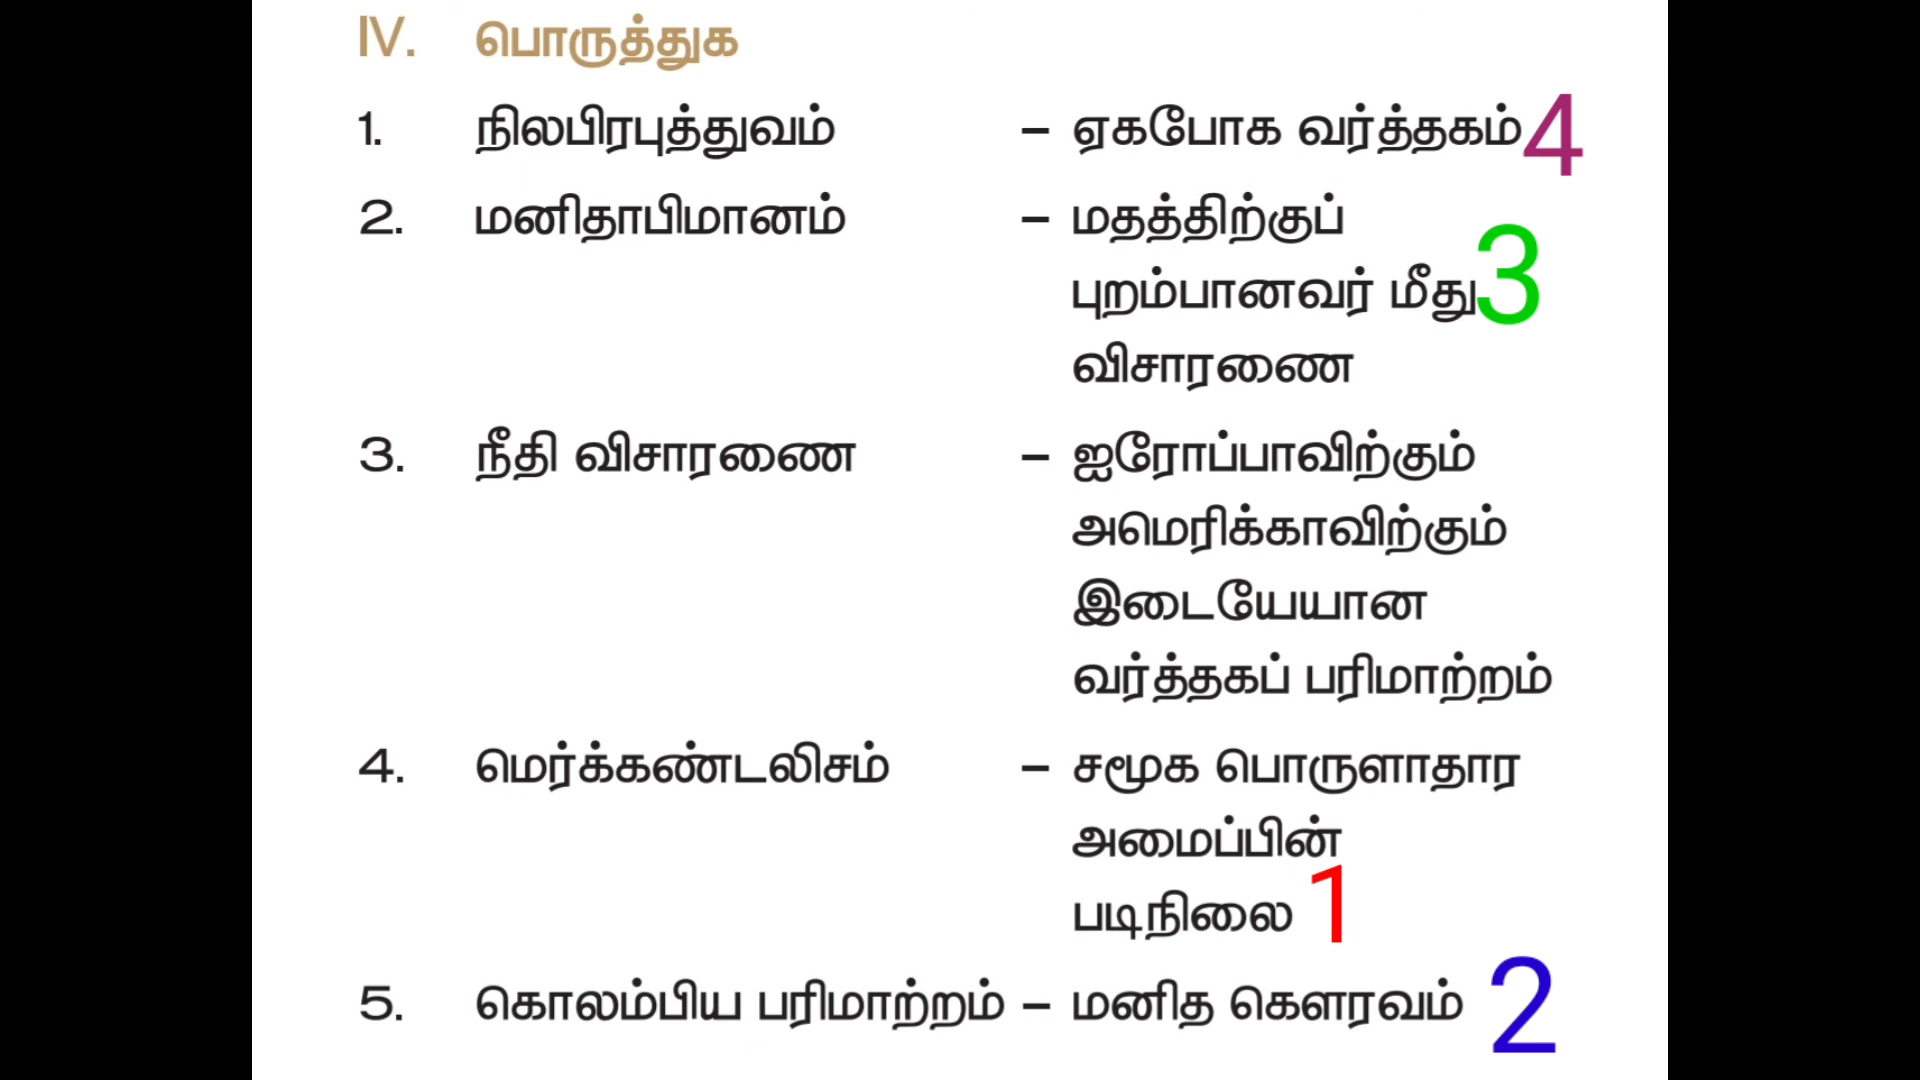 IV. பொருத்துக
1. நிலபிரபுத்துவம் – ஏகபோக வர்த்தகம் 4
2. மனிதாபிமானம் – மதத்திற்குப்
புறம்பானவர் மீது 3
விசாரணை
3. நீதி விசாரணை – ஐரோப்பாவிற்கும்
அமெரிக்காவிற்கும்
இடையேயான
வர்த்தகப் பரிமாற்றம்
4. மெர்க்கண்டலிசம் – சமூக பொருளாதார
அமைப்பின்
படிநிலை 1
5. கொலம்பிய பரிமாற்றம் – மனித கௌரவம் 2